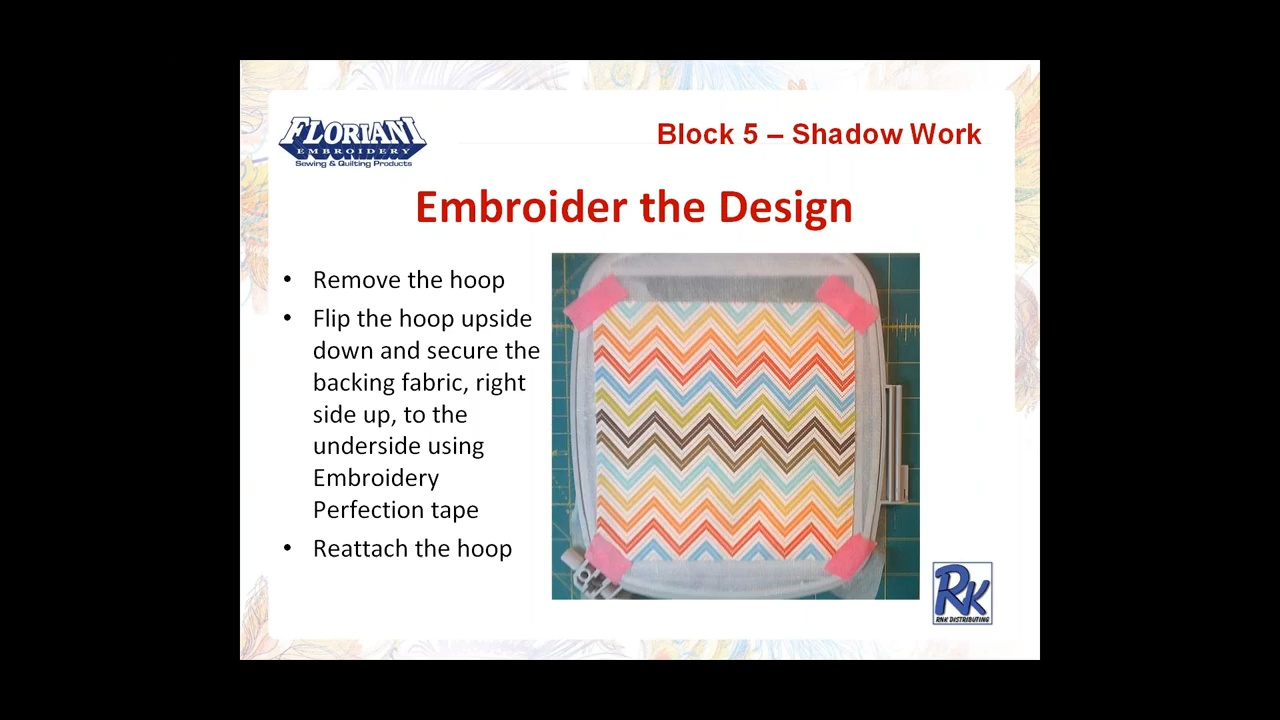 FLORIANI
EMBROIDERY
Sewing & Quilting Products
Block 5 – Shadow Work
Embroider the Design
• Remove the hoop
• Flip the hoop upside
down and secure the
backing fabric, right
side up, to the
underside using
Embroidery
Perfection tape
• Reattach the hoop
RK
RNK DISTRIBUTING